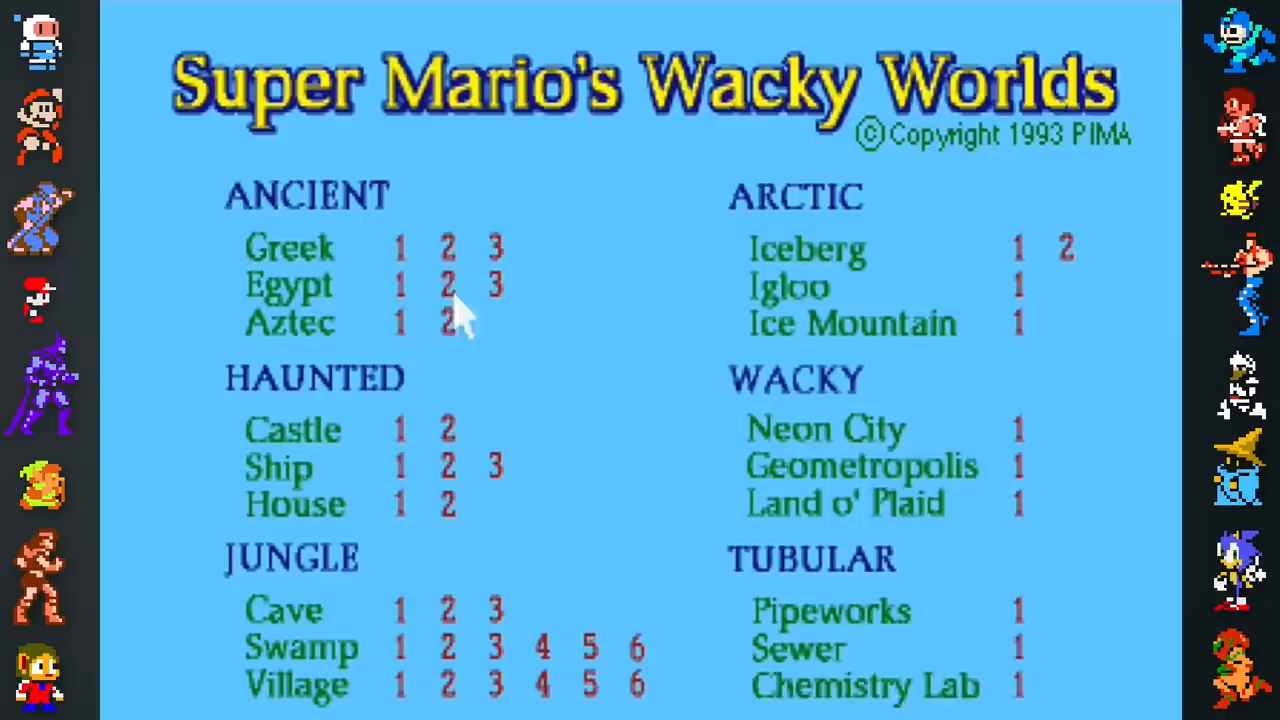 Super Mario's Wacky Worlds
©Copyright 1993 PIMA
ANCIENT
Greek 1 2 3
Egypt 1 2 3
Aztec 1 2
HAUNTED
Castle 1 2
Ship 1 2 3
House 1 2
JUNGLE
Cave 1 2 3
Swamp 1 2 3 4 5 6
Village 1 2 3 4 5 6
ARCTIC
Iceberg 1 2
Igloo 1
Ice Mountain 1
WACKY
Neon City 1
Geometropolis 1
Land o' Plaid 1
TUBULAR
Pipeworks 1
Sewer 1
Chemistry Lab 1